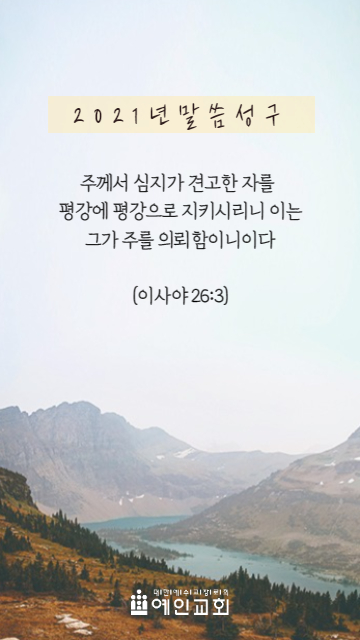 2021년말씀성구
주께서 심지가 견고한 자를
평강에 평강으로 지키시리니 이는
그가 주를 의뢰함이니이다
(이사야 26:3)
예인교회